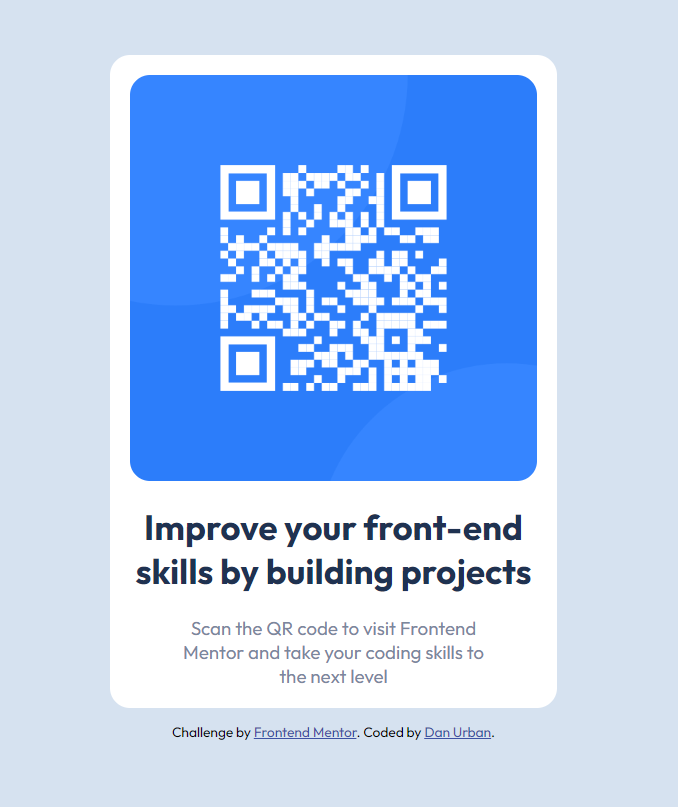 Improve your front-end
skills by building projects
Scan the QR code to visit Frontend
Mentor and take your coding skills to
the next level
Challenge by Frontend Mentor. Coded by Dan Urban.